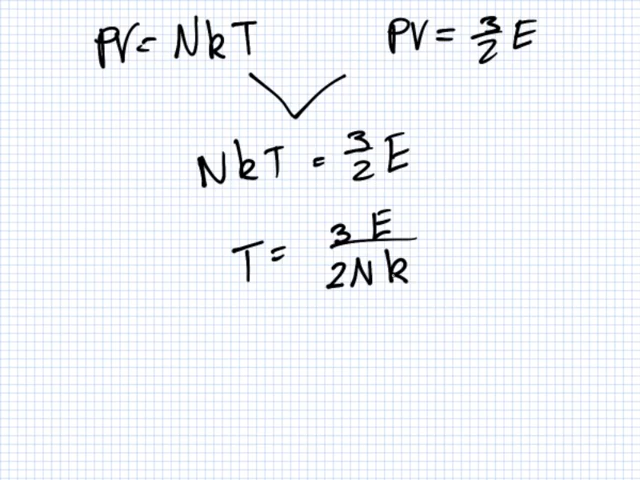 PV = NkT PV = 3/2 E
NkT = 3/2 E
T = 3E/2Nk